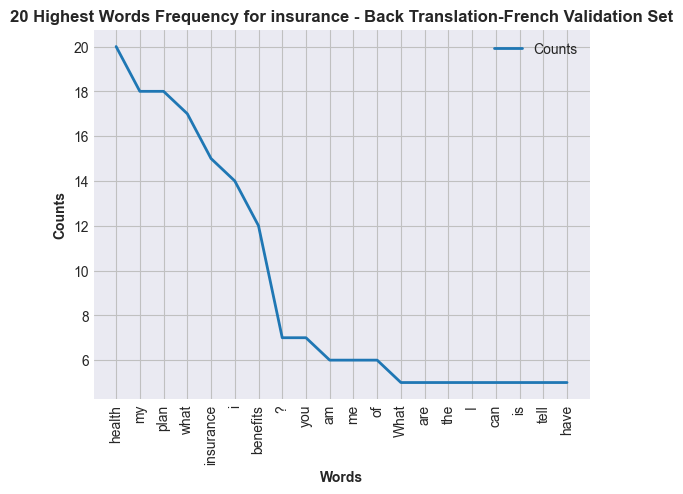 20 Highest Words Frequency for insurance - Back Translation-French Validation Set
Counts
20
18
16
14
12
10
8
6
Counts
health
my
plan
what
insurance
i
benefits
?
you
am
me
of
What
are
the
I
can
is
tell
have
Words